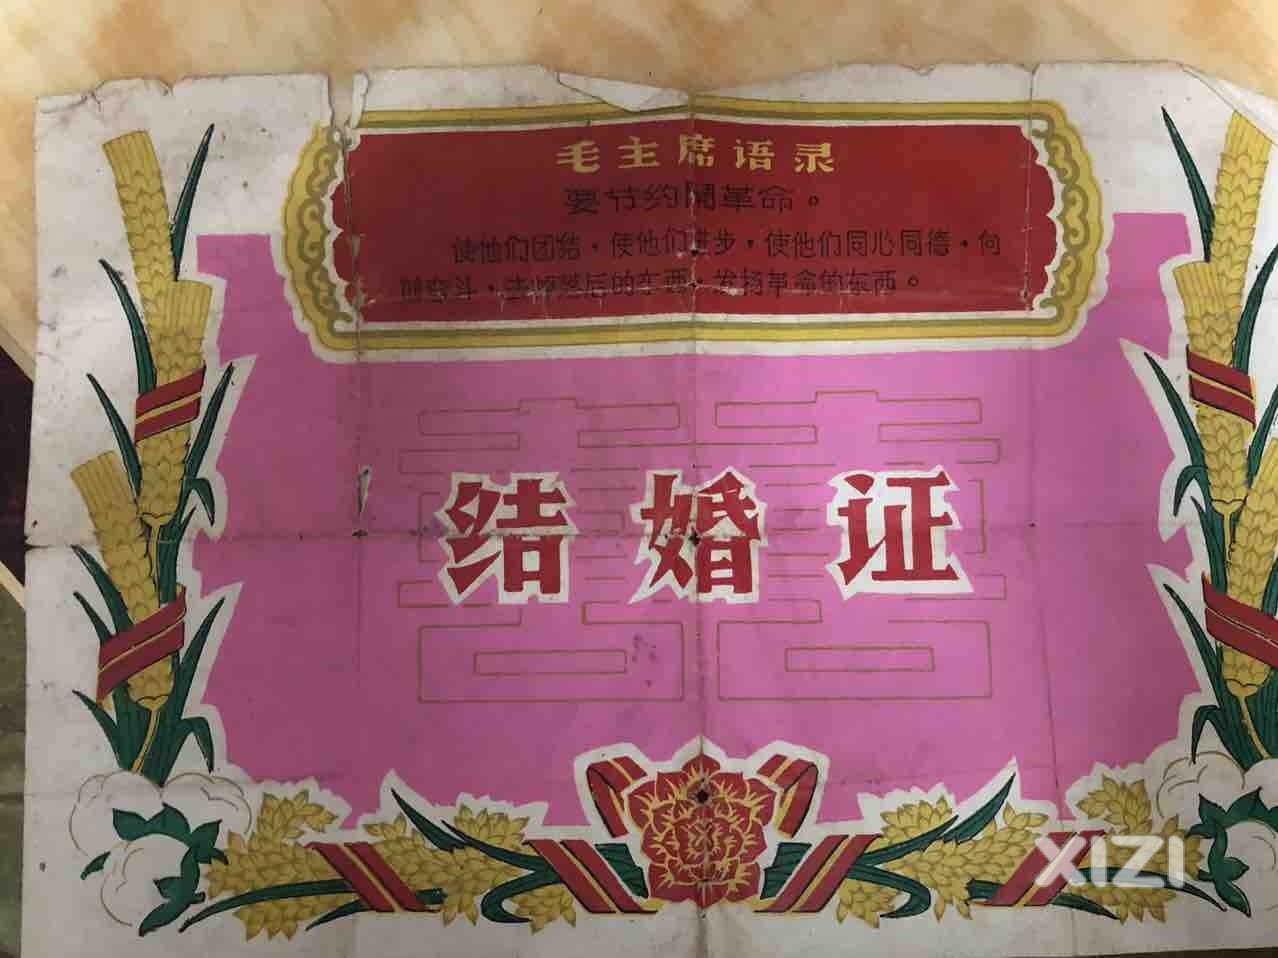 毛主席语录
要节约闹革命。
使他们团结,使他们进步,使他们同心同德,向
前奋斗,去掉落后的东西,发扬革命的东西。
结婚证
XIZI